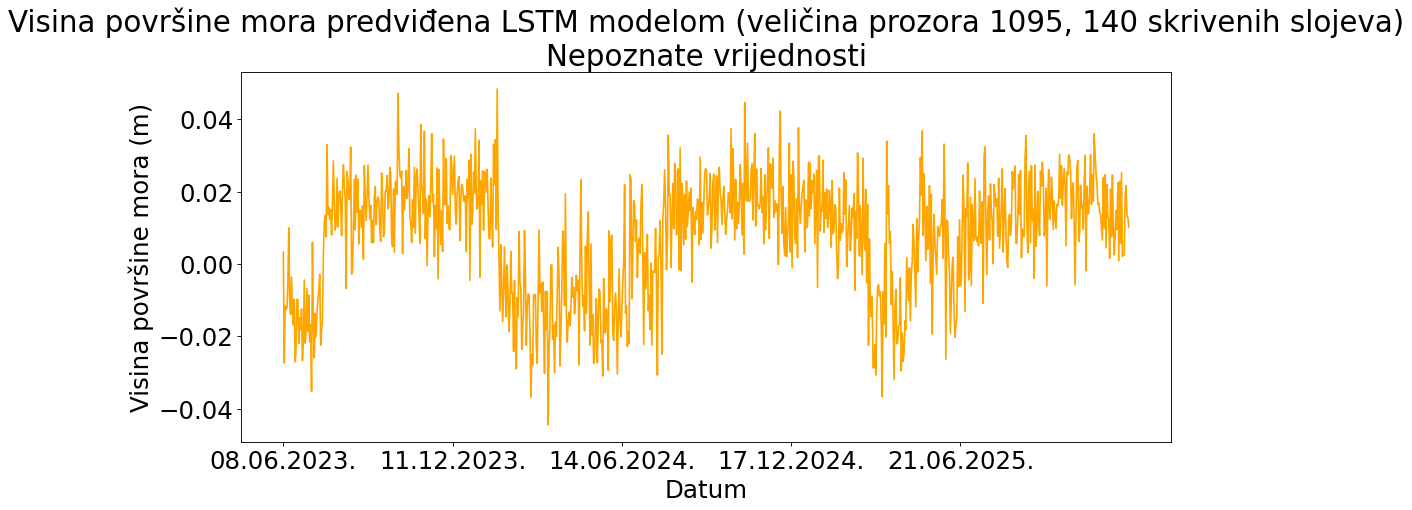 Visina površine mora predviđena LSTM modelom (veličina prozora 1095, 140 skrivenih slojeva)
Nepoznate vrijednosti
Visina površine mora (m)
0.04
0.02
0.00
−0.02
−0.04
08.06.2023. 11.12.2023. 14.06.2024. 17.12.2024. 21.06.2025.
Datum